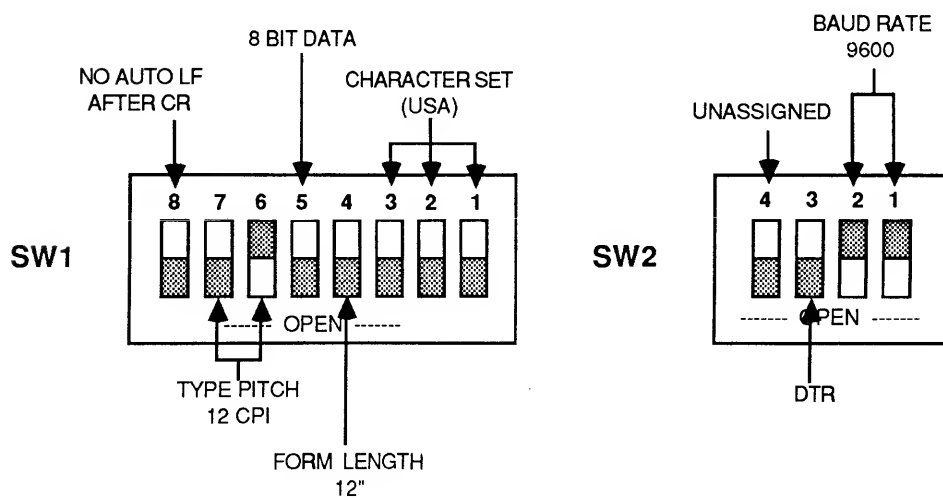 8 BIT DATA
NO AUTO LF
AFTER CR
CHARACTER SET
(USA)
8 7 6 5 4 3 2 1
SW1
OPEN
TYPE PITCH
12 CPI
FORM LENGTH
12"
BAUD RATE
9600
UNASSIGNED
4 3 2 1
SW2
OPEN
DTR